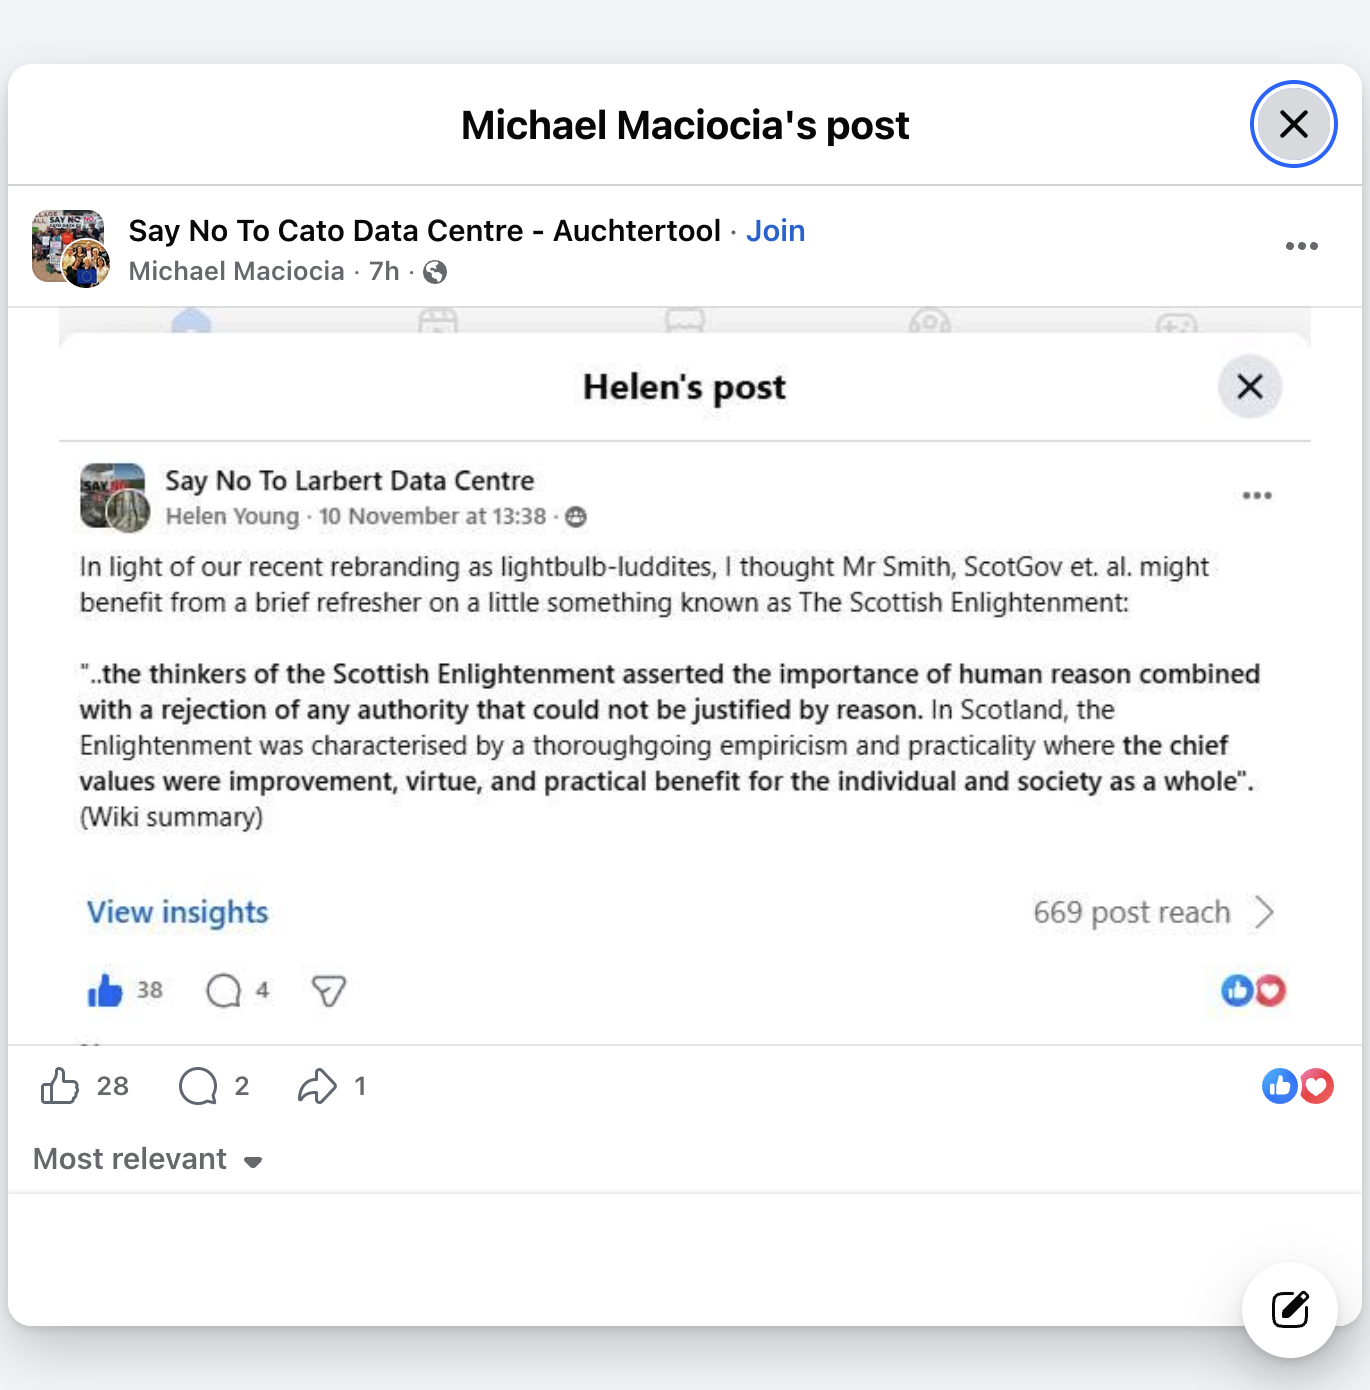 Michael Maciocia's post
Say No To Cato Data Centre - Auchtertool · Join
Michael Maciocia · 7h ·
Helen's post
Say No To Larbert Data Centre
Helen Young · 10 November at 13:38 ·
In light of our recent rebranding as lightbulb-luddites, I thought Mr Smith, ScotGov et. al. might
benefit from a brief refresher on a little something known as The Scottish Enlightenment:
"..the thinkers of the Scottish Enlightenment asserted the importance of human reason combined
with a rejection of any authority that could not be justified by reason. In Scotland, the
Enlightenment was characterised by a thoroughgoing empiricism and practicality where the chief
values were improvement, virtue, and practical benefit for the individual and society as a whole".
(Wiki summary)
View insights
669 post reach
38 4
28 2 1
Most relevant